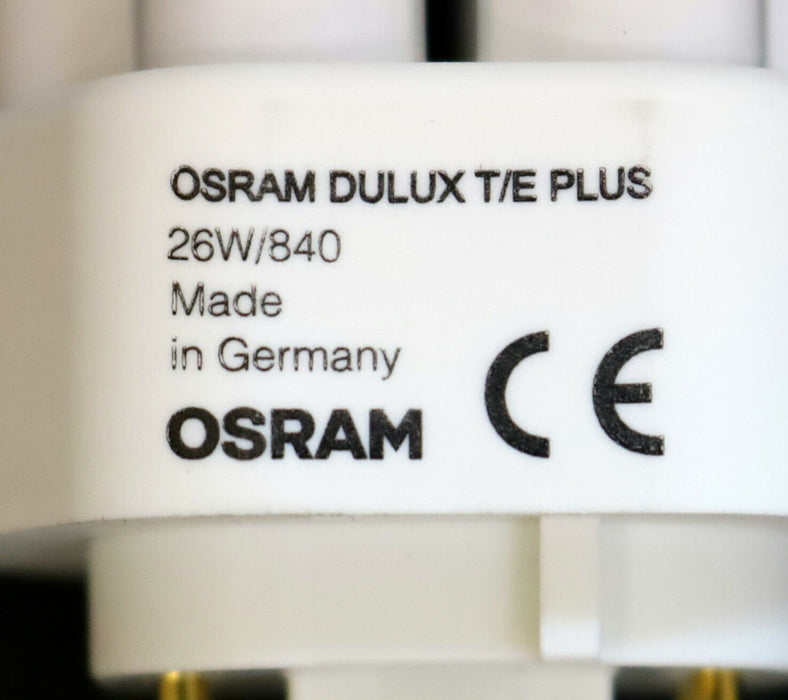 OSRAM DULUX T/E PLUS
26W/840
Made
in Germany
OSRAM CE